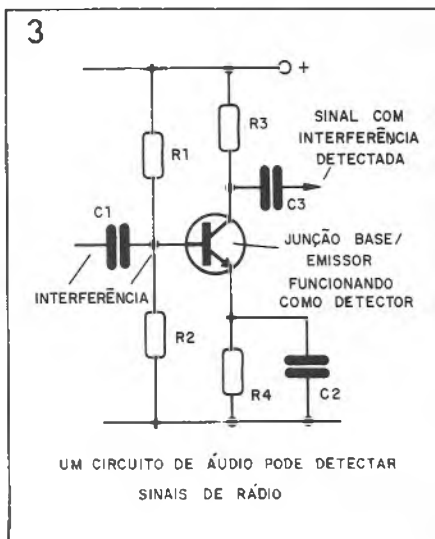 3
+
R3
SINAL COM
INTERFERÊNCIA
DETECTADA
R1
C1
C3
JUNÇÃO BASE/
EMISSOR
FUNCIONANDO
COMO DETECTOR
INTERFERÊNCIA
R2
R4
C2
UM CIRCUITO DE ÁUDIO PODE DETECTAR
SINAIS DE RÁDIO